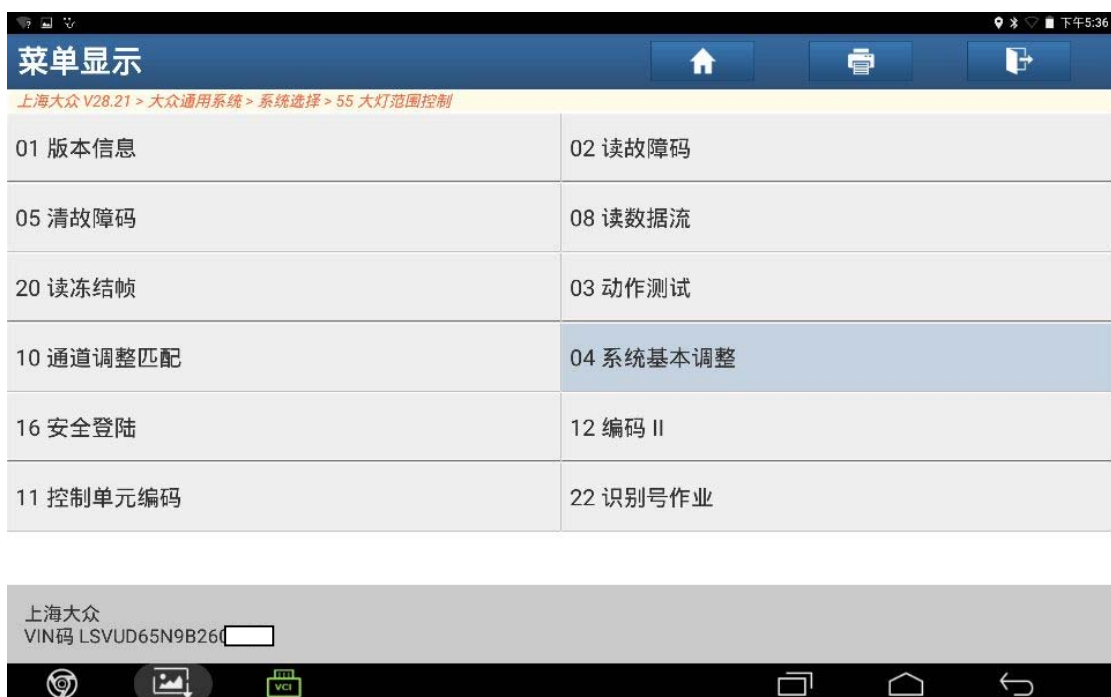 下午5:36
菜单显示
上海大众 V28.21 > 大众通用系统 > 系统选择 > 55 大灯范围控制
01 版本信息
02 读故障码
05 清故障码
08 读数据流
20 读冻结帧
03 动作测试
10 通道调整匹配
04 系统基本调整
16 安全登陆
12 编码 II
11 控制单元编码
22 识别号作业
上海大众
VIN码 LSVUD65N9B260
VCI